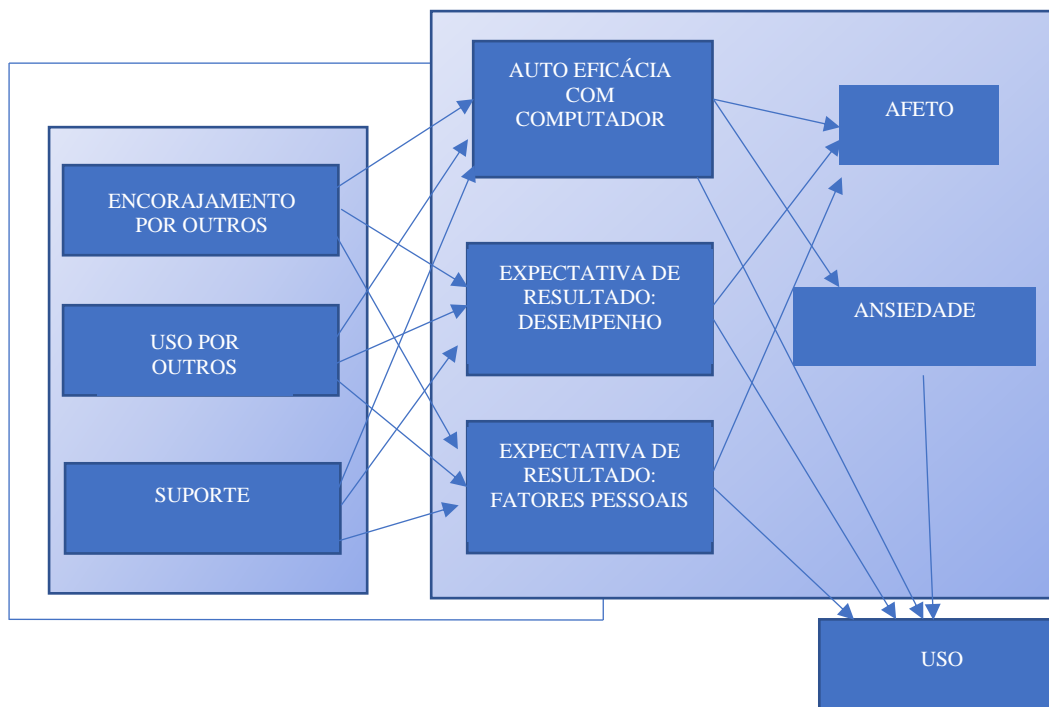 ENCORAJAMENTO
POR OUTROS
USO POR
OUTROS
SUPORTE
AUTO EFICÁCIA
COM
COMPUTADOR
EXPECTATIVA DE
RESULTADO:
DESEMPENHO
EXPECTATIVA DE
RESULTADO:
FATORES PESSOAIS
AFETO
ANSIEDADE
USO